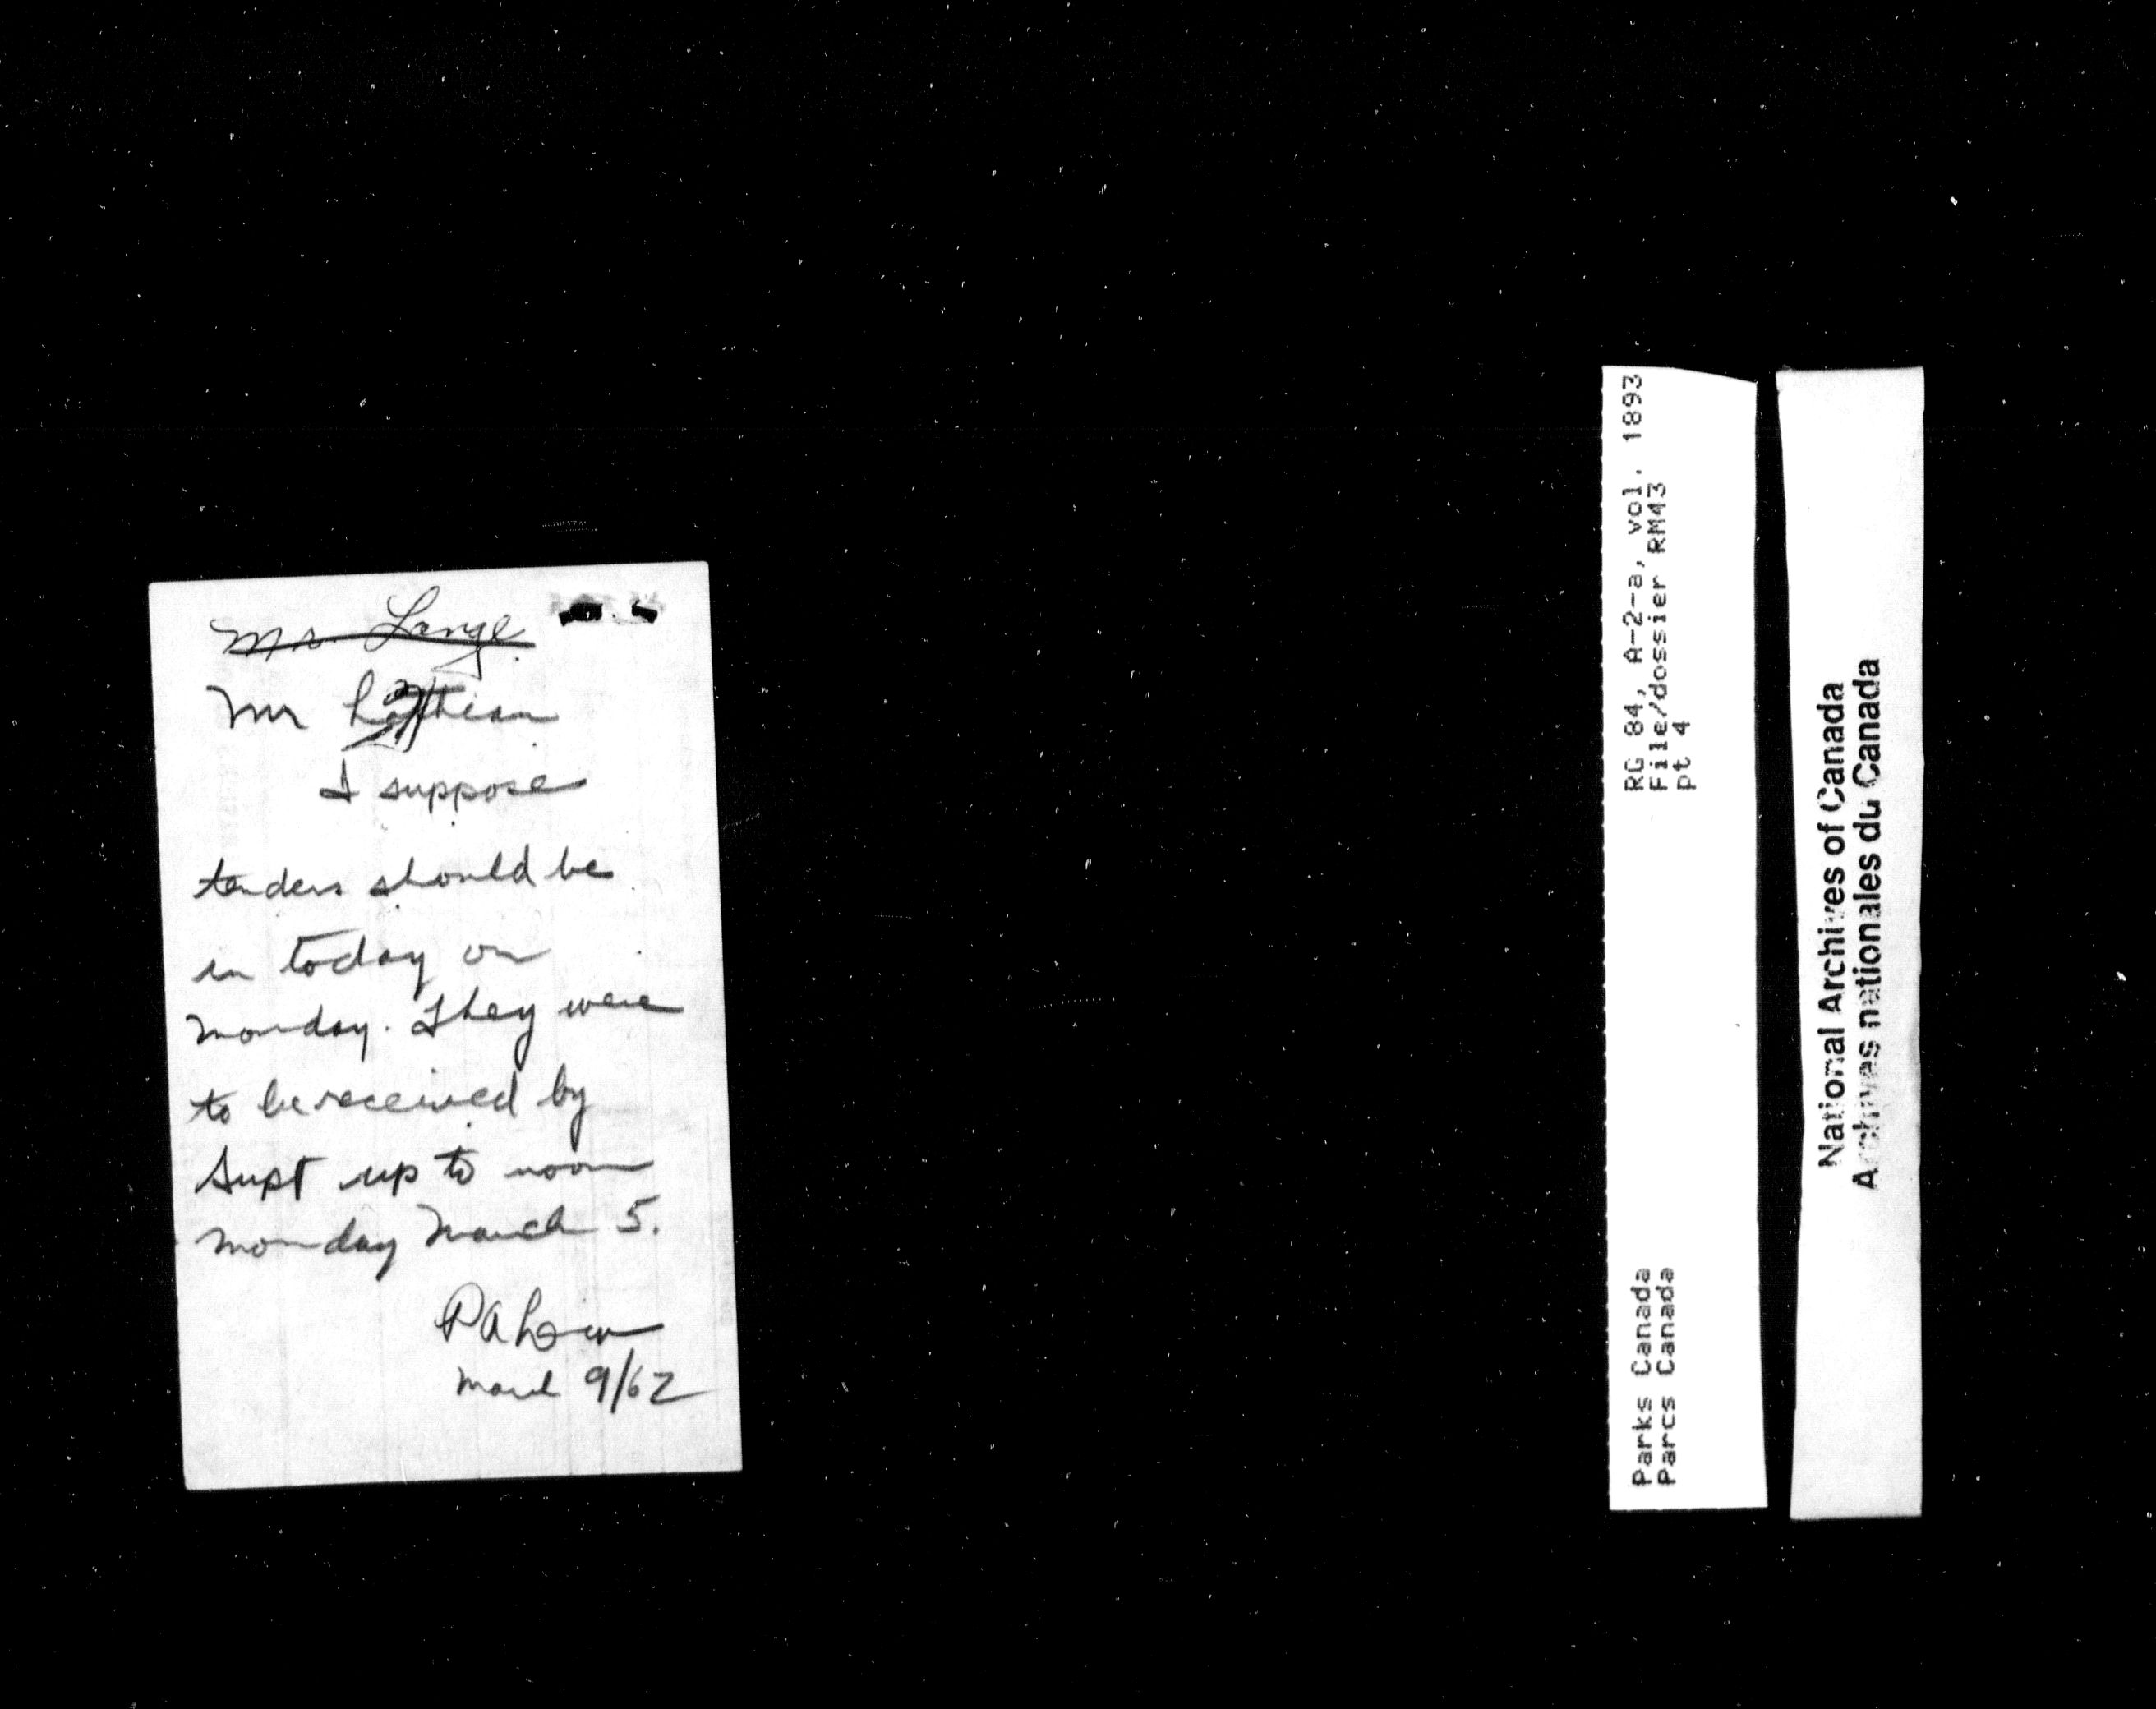 Mr. Lange
Mr Lothian
I suppose
tenders should be
in today or
Monday. They were
to be received by
Supt up to noon
Monday March 5.
PA Low
March 9/62
RG 84, A-2-a, vol. 1893
File/dossier RM43
pt 4
Parks Canada
Parcs Canada
National Archives of Canada
Archives nationales du Canada